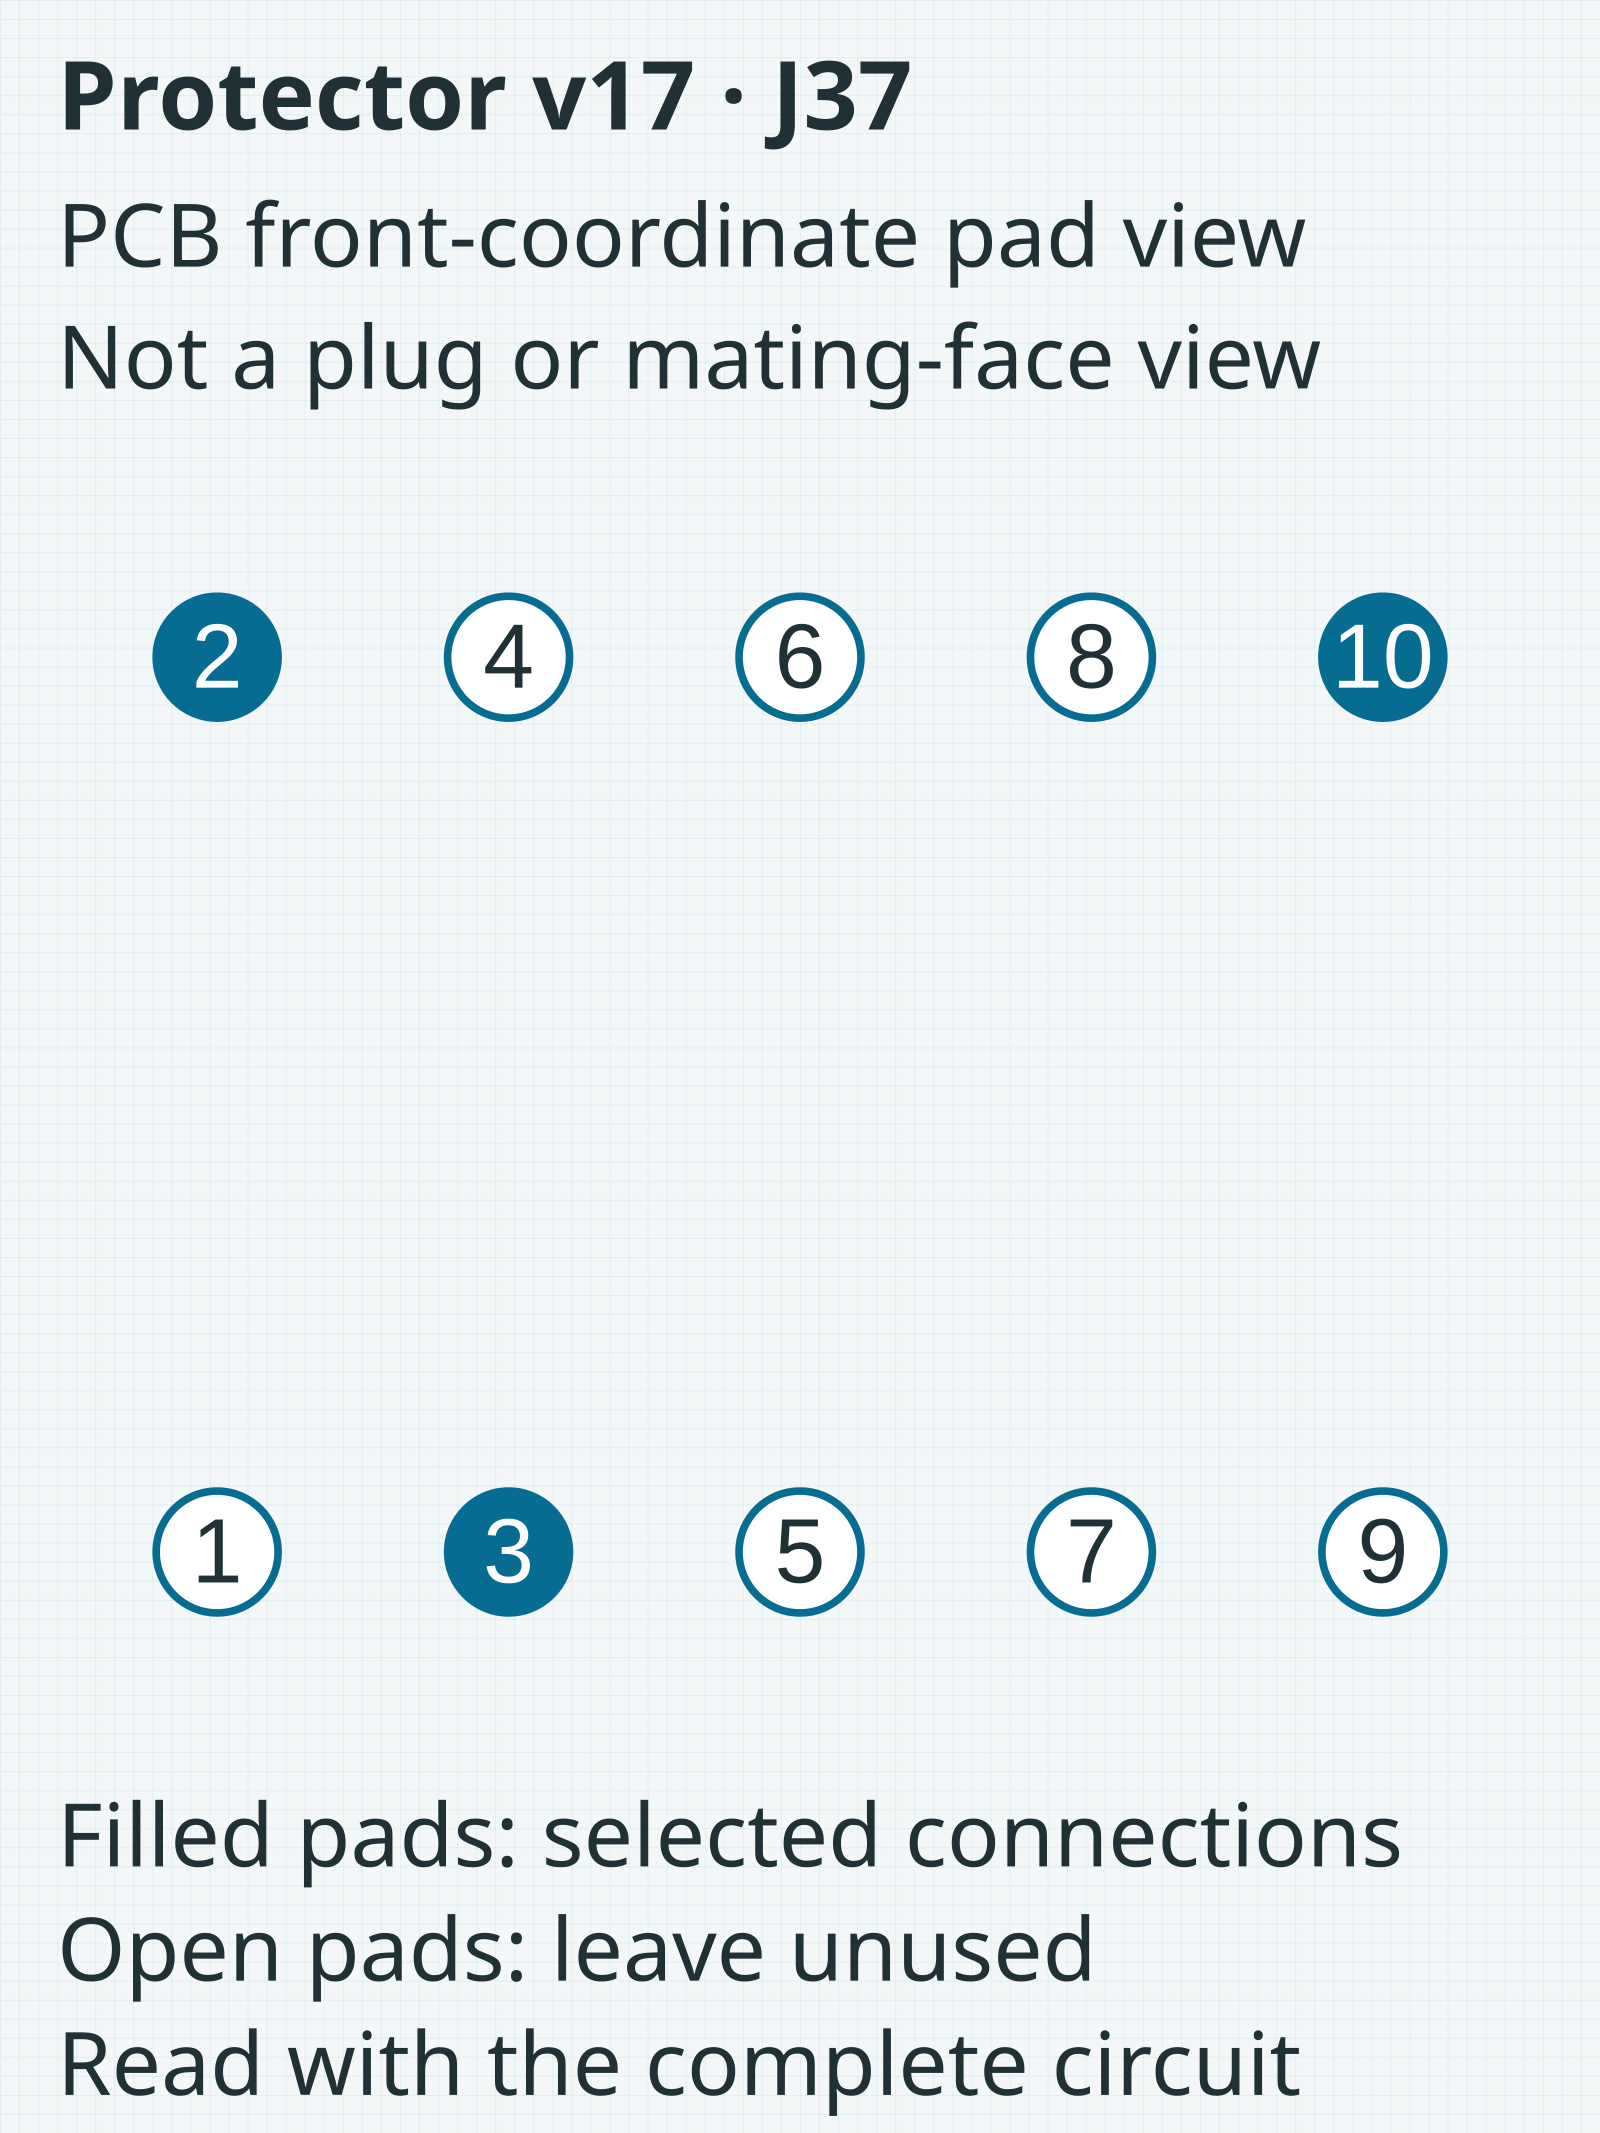 Protector v17 · J37
PCB front-coordinate pad view
Not a plug or mating-face view
2 4 6 8 10
1 3 5 7 9
Filled pads: selected connections
Open pads: leave unused
Read with the complete circuit